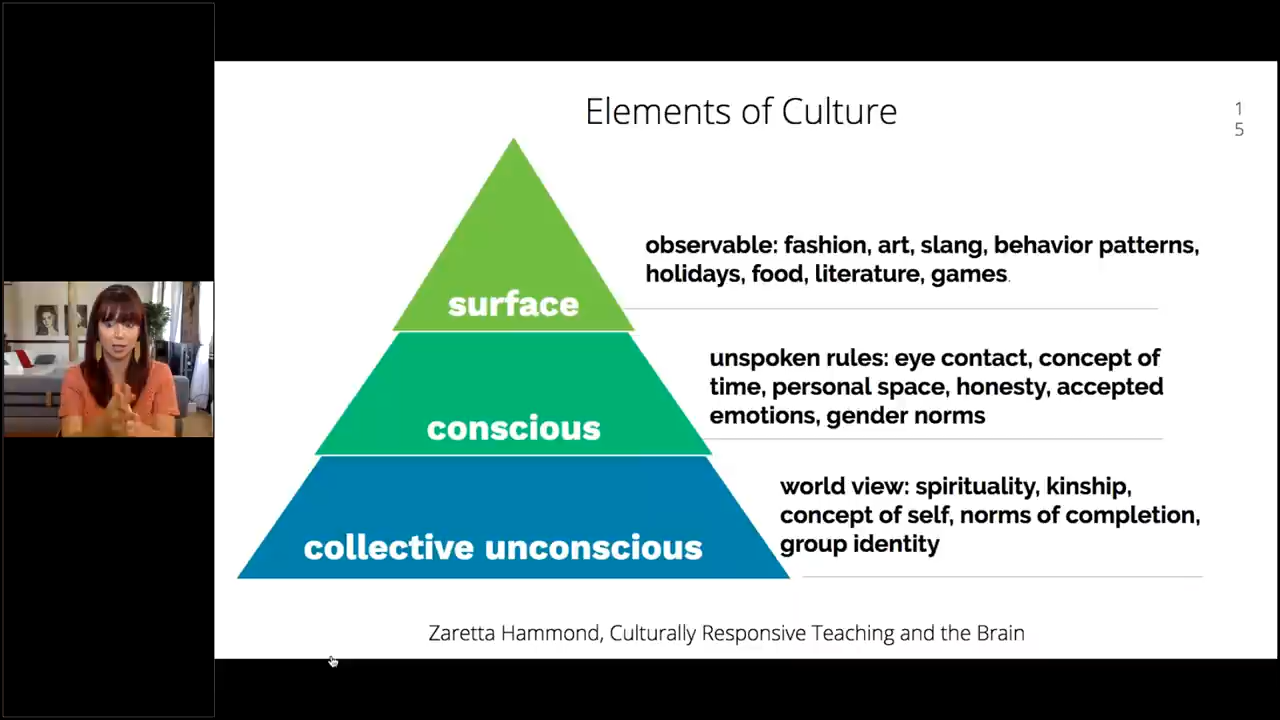 Elements of Culture
1
5
observable: fashion, art, slang, behavior patterns,
holidays, food, literature, games.
surface
unspoken rules: eye contact, concept of
time, personal space, honesty, accepted
emotions, gender norms
conscious
world view: spirituality, kinship,
concept of self, norms of completion,
group identity
collective unconscious
Zaretta Hammond, Culturally Responsive Teaching and the Brain